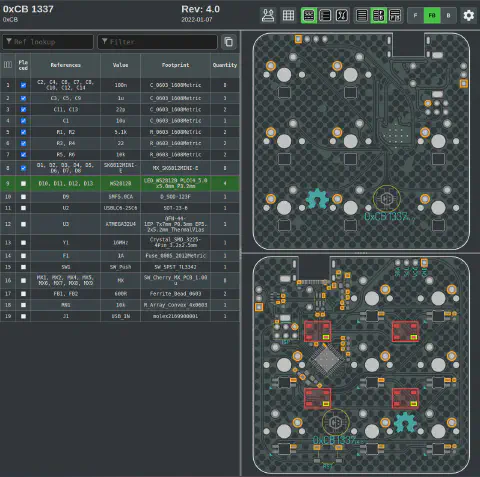 0xCB 1337
0xCB
Rev: 4.0
2022-01-07
F FB B
Ref lookup
Filter
Placed References Value Footprint Quantity
1 C2, C4, C6, C7, C8, C10, C12, C14 100n C_0603_1608Metric 8
2 C3, C5, C9 1u C_0603_1608Metric 3
3 C11, C13 22p C_0603_1608Metric 2
4 C1 10u C_0603_1608Metric 1
5 R1, R2 5.1k R_0603_1608Metric 2
6 R3, R4 22 R_0603_1608Metric 2
7 R5, R6 10k R_0603_1608Metric 2
8 D1, D2, D3, D4, D5, D6, D7, D8 SK6812MINI-E MX_SK6812MINI-E 8
9 D10, D11, D12, D13 WS2812B LED_WS2812B_PLCC4_5.0x5.0mm_P3.2mm 4
10 D9 SMF9.0CA D_SOD-123F 1
11 U2 USBLC6-2SC6 SOT-23-6 1
12 U3 ATMEGA32U4 QFN-44-1EP_7x7mm_P0.5mm_EP5.2x5.2mm_ThermalVias 1
13 Y1 16MHz Crystal_SMD_3225-4Pin_3.2x2.5mm 1
14 F1 1A Fuse_0805_2012Metric 1
15 SW1 SW_Push SW_SPST_TL3342 1
16 MX1, MX2, MX4, MX5, MX6, MX7, MX8, MX9 MX SW_Cherry_MX_PCB_1.00u 8
17 FB1, FB2 600R Ferrite_Bead_0603 2
18 RN1 10k R_Array_Convex_4x0603 1
19 J1 USB_IN molex2169900001 1
0xCB 1337
0xCB 1337